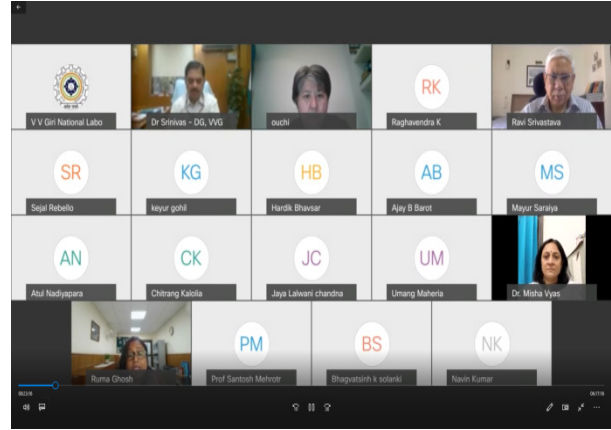 V V Giri National Labo
Dr Srinivas - DG, VVG
ouchi
RK
Raghavendra K
Ravi Srivastava
SR
Sejal Rebello
KG
keyur gohil
HB
Hardik Bhavsar
AB
Ajay B Barot
MS
Mayur Saraiya
AN
Atul Nadiyapara
CK
Chitrang Kalolia
JC
Jaya Lalwani chandna
UM
Umang Maheria
Dr. Misha Vyas
Ruma Ghosh
PM
Prof Santosh Mehrotr
BS
Bhagvatsinh k solanki
NK
Navin Kumar